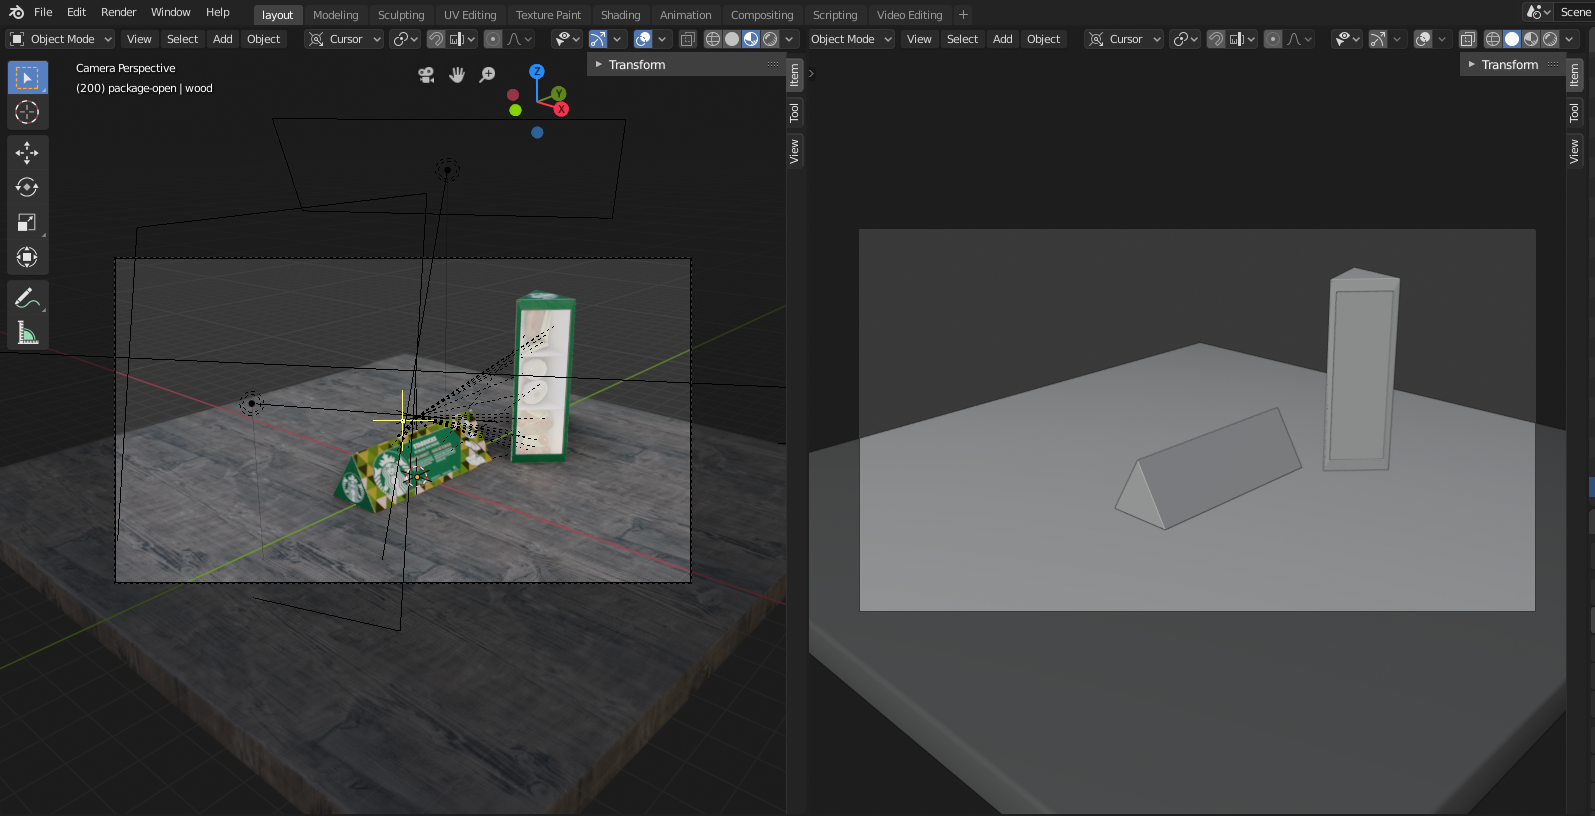 File Edit Render Window Help layout Modeling Sculpting UV Editing Texture Paint Shading Animation Compositing Scripting Video Editing + Scene
Object Mode View Select Add Object Cursor Object Mode View Select Add Object Cursor
Camera Perspective
(200) package-open | wood
Transform
Item
Tool
View
Z
Y
X
Transform
Item
Tool
View
STARBUCKS